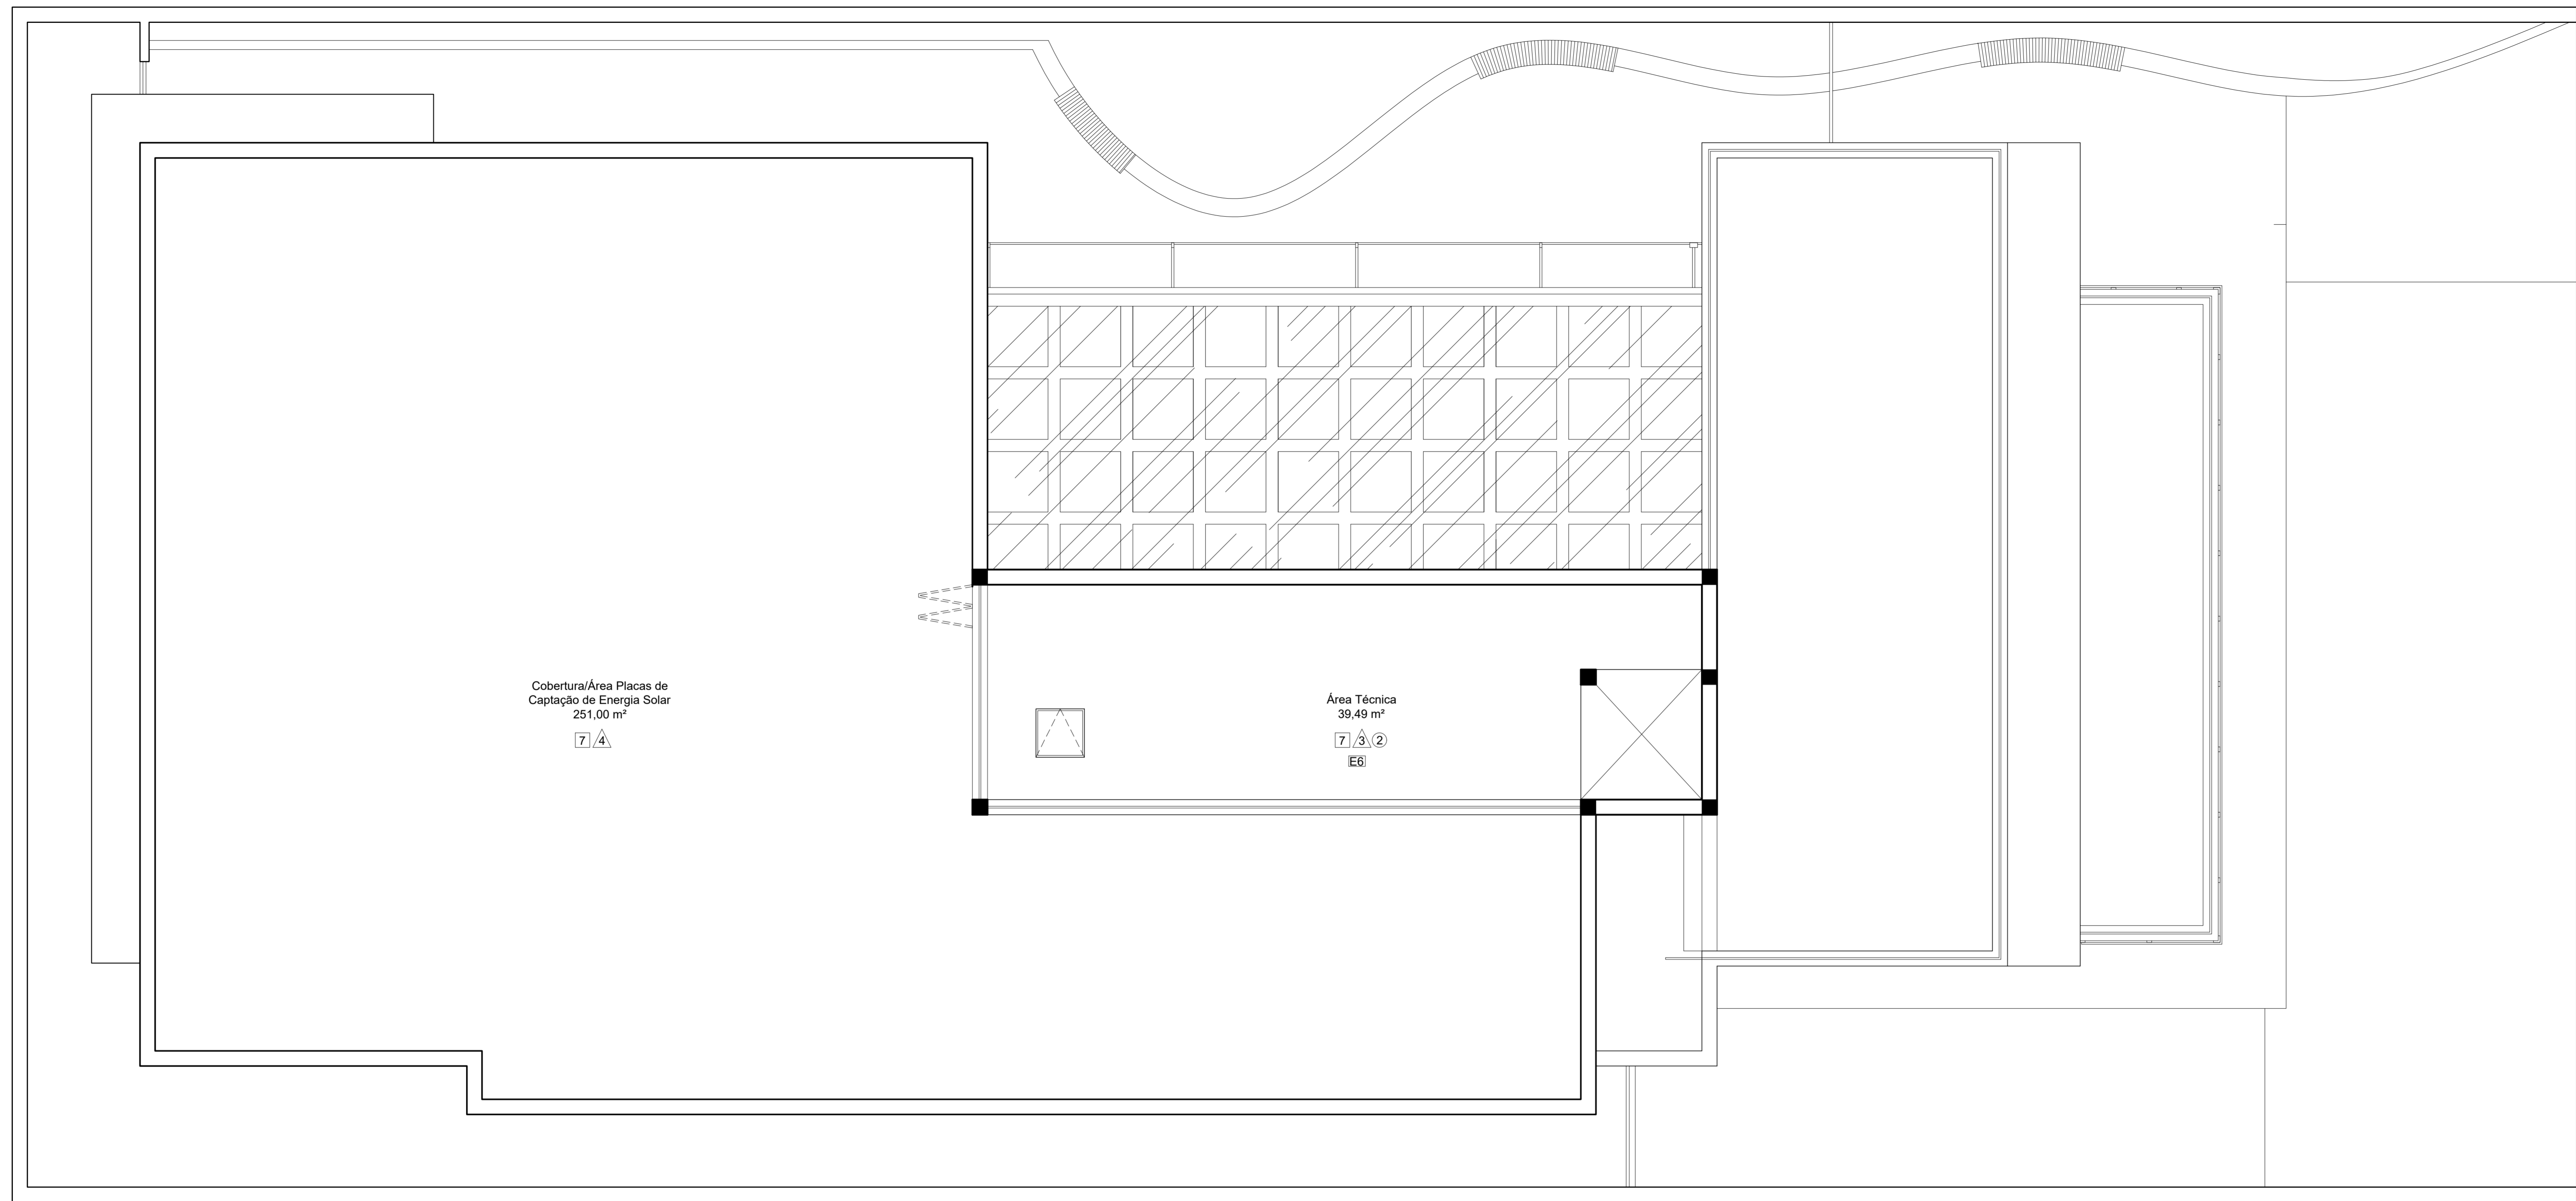 Cobertura/Área Placas de
Captação de Energia Solar
251,00 m²
7 4
Área Técnica
39,49 m²
7 3 2
E6